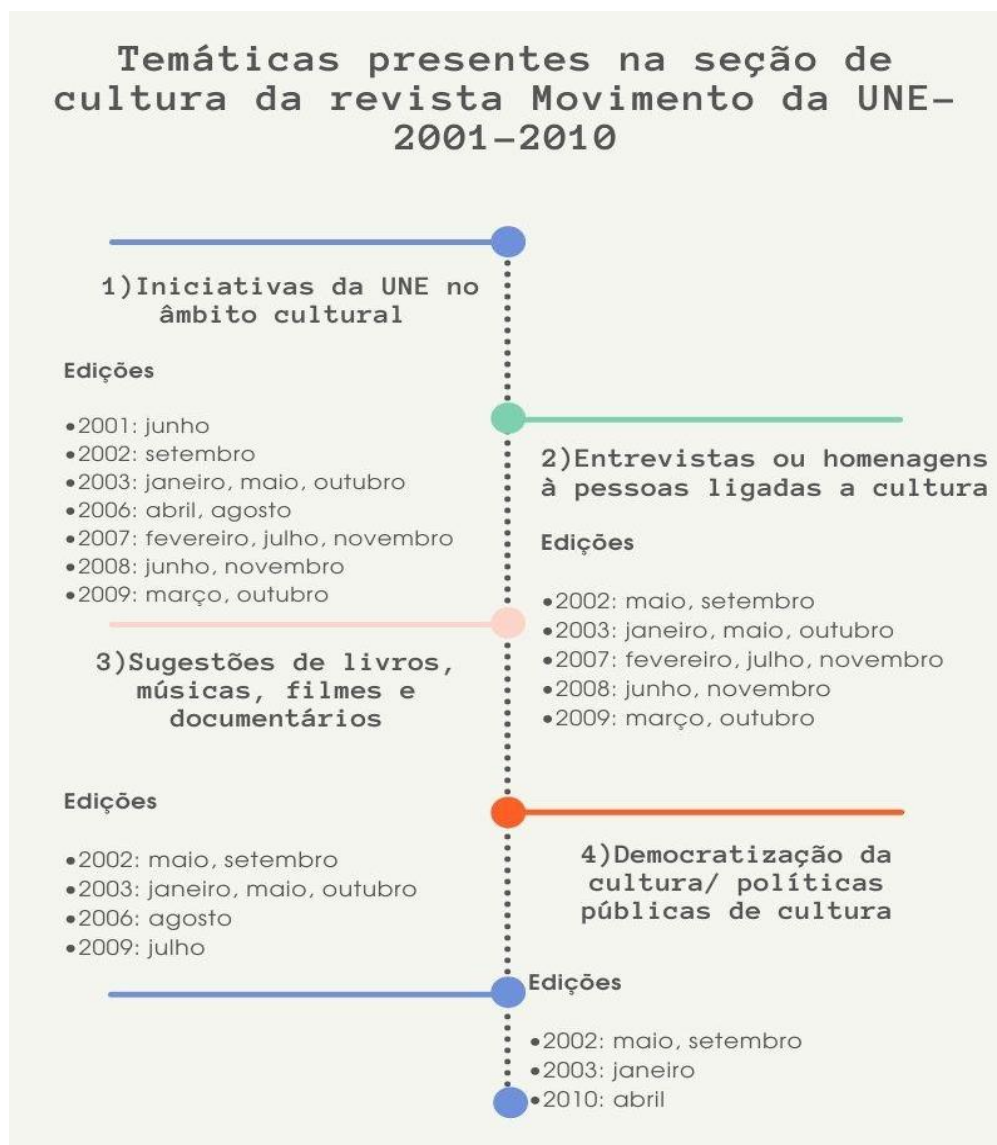 Temáticas presentes na seção de
cultura da revista Movimento da UNE-
2001-2010
1)Iniciativas da UNE no
âmbito cultural
Edições
•2001: junho
•2002: setembro
•2003: janeiro, maio, outubro
•2006: abril, agosto
•2007: fevereiro, julho, novembro
•2008: junho, novembro
•2009: março, outubro
2)Entrevistas ou homenagens
à pessoas ligadas a cultura
Edições
•2002: maio, setembro
•2003: janeiro, maio, outubro
•2007: fevereiro, julho, novembro
•2008: junho, novembro
•2009: março, outubro
3)Sugestões de livros,
músicas, filmes e
documentários
Edições
•2002: maio, setembro
•2003: janeiro, maio, outubro
•2006: agosto
•2009: julho
4)Democratização da
cultura/ políticas
públicas de cultura
Edições
•2002: maio, setembro
•2003: janeiro
•2010: abril